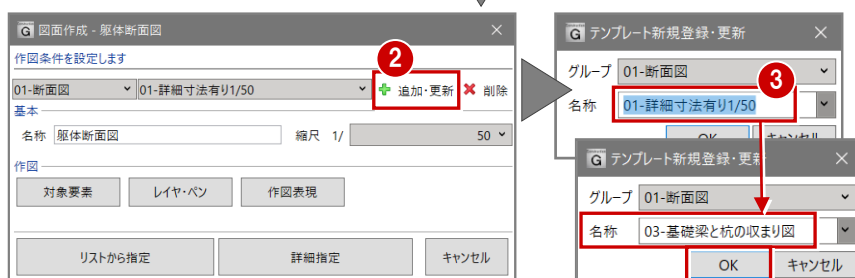 G 図面作成 - 躯体断面図
作図条件を設定します
01-断面図 01-詳細寸法有り1/50 追加・更新 削除
2
基本
名称 躯体断面図 縮尺 1/ 50
作図
対象要素 レイヤ・ペン 作図表現
リストから指定 詳細指定 キャンセル
G テンプレート新規登録・更新
グループ 01-断面図
3
名称 01-詳細寸法有り1/50
OK キャンセル
G テンプレート新規登録・更新
グループ 01-断面図
名称 03-基礎梁と杭の収まり図
OK キャンセル